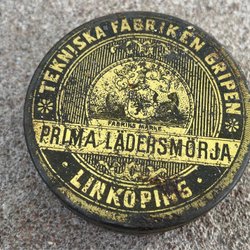 TEKNISKA FABRIKEN GRIPEN
FABRIKS MÄRKE
PRIMA LÄDERSMÖRJA
LINKÖPING